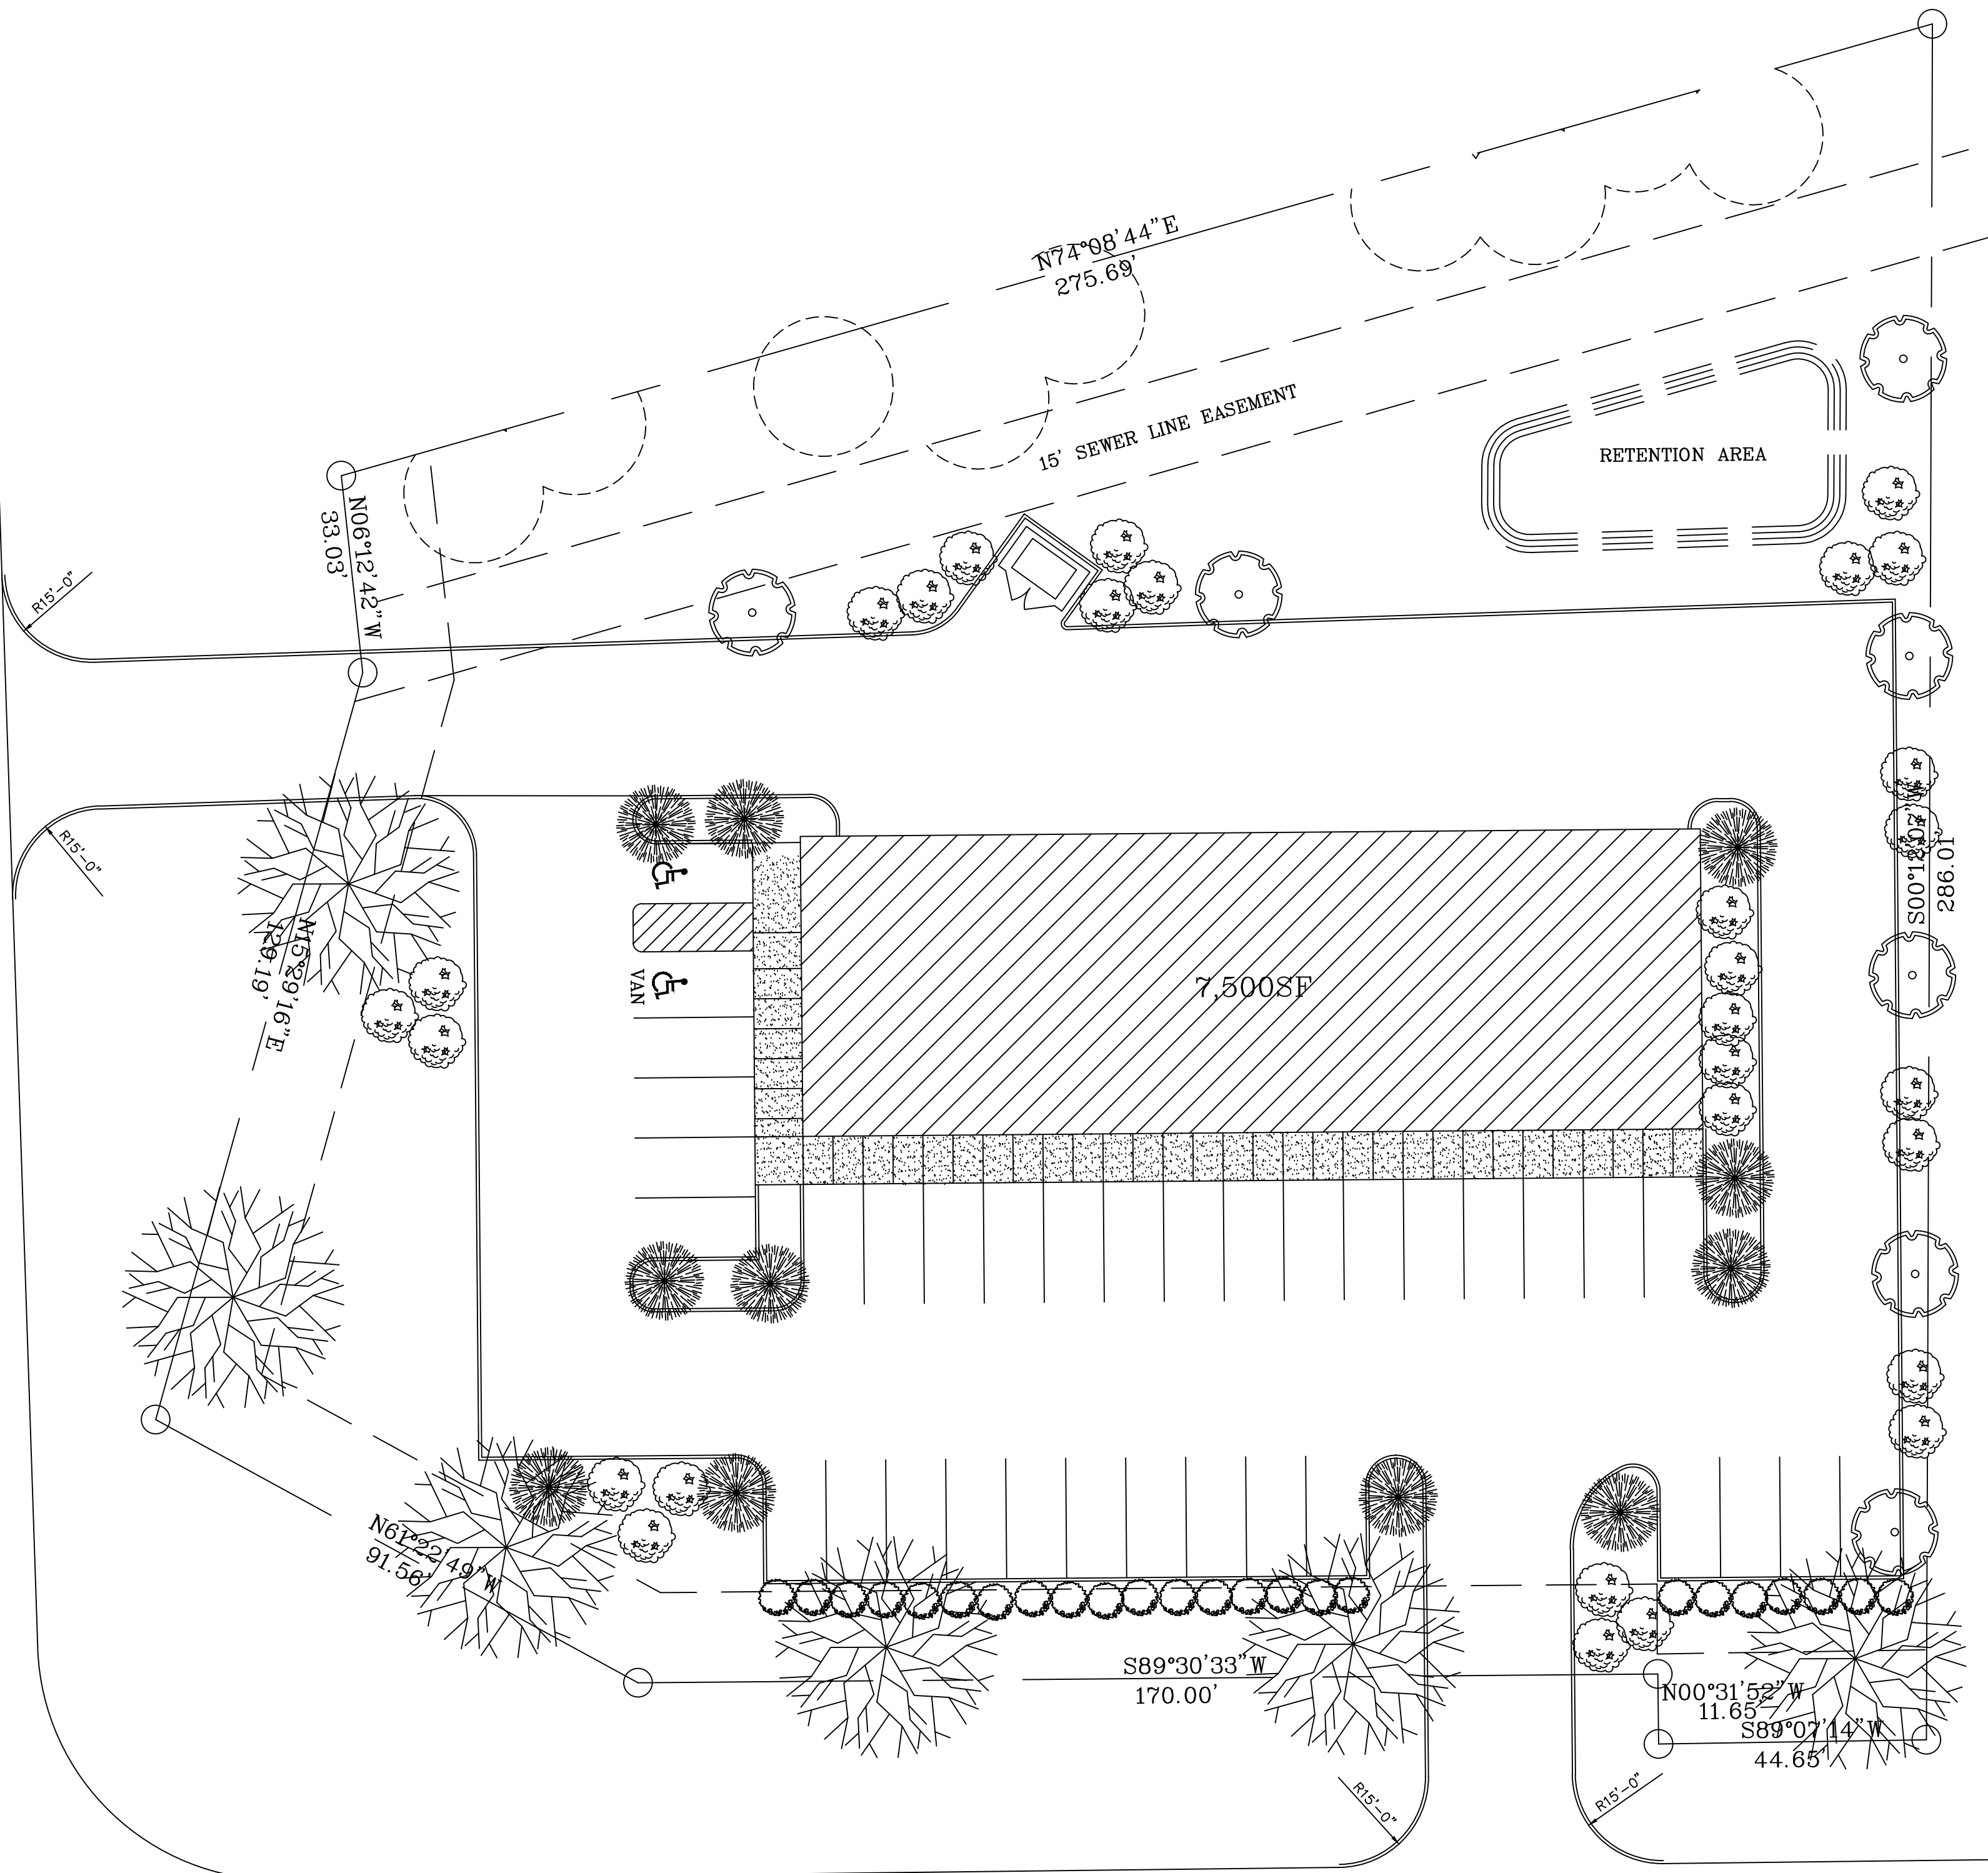 N74°08'44"E
275.69'
15' SEWER LINE EASEMENT
RETENTION AREA
N06°12'42"W
33.03'
R15'-0"
R15'-0"
S00°12'07"W
286.01'
N15°29'16"E
129.19'
VAN
7,500SF
N61°22'49"W
91.56'
S89°30'33"W
170.00'
N00°31'52"W
11.65'
S89°07'14"W
44.65'
R15'-0"
R15'-0"